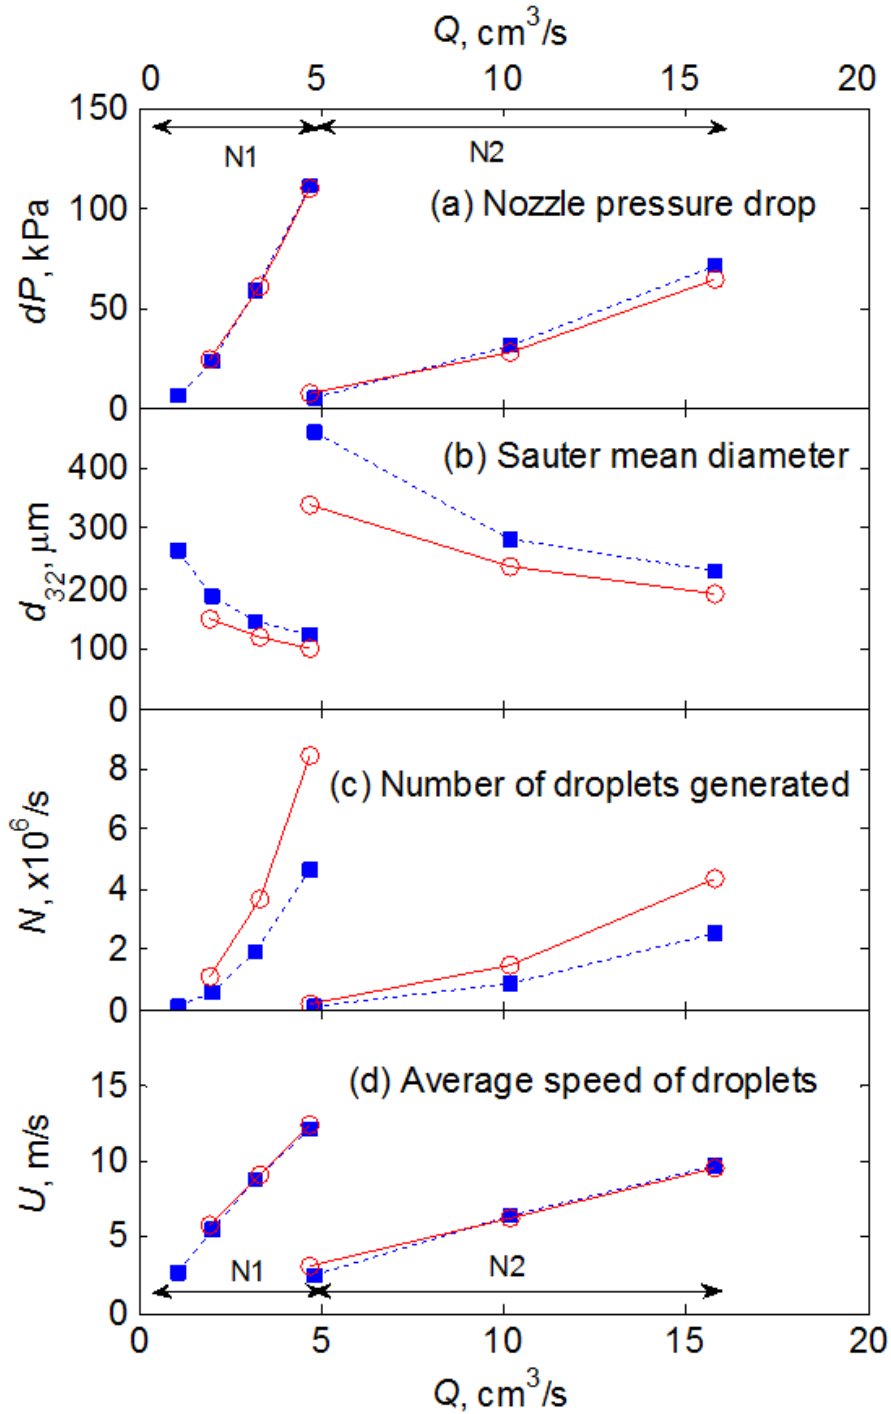 Q, cm³/s
0 5 10 15 20
150
N1
N2
(a) Nozzle pressure drop
100
dP, kPa
50
0
(b) Sauter mean diameter
400
300
d₃₂, μm
200
100
0
8
(c) Number of droplets generated
6
N, x10⁶/s
4
2
0
15
(d) Average speed of droplets
10
U, m/s
5
N1
N2
0
0 5 10 15 20
Q, cm³/s